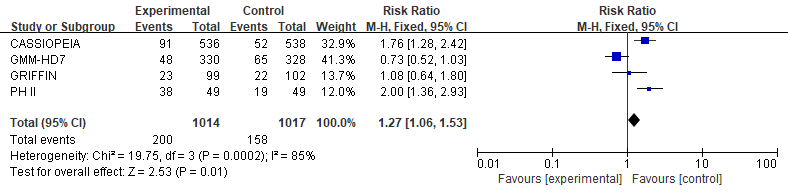 Experimental Control Risk Ratio Risk Ratio
Study or Subgroup Events Total Events Total Weight M-H, Fixed, 95% CI M-H, Fixed, 95% CI
CASSIOPEIA 91 536 52 538 32.9% 1.76 [1.28, 2.42]
GMM-HD7 48 330 65 328 41.3% 0.73 [0.52, 1.03]
GRIFFIN 23 99 22 102 13.7% 1.08 [0.64, 1.80]
PH II 38 49 19 49 12.0% 2.00 [1.36, 2.93]
Total (95% CI) 1014 1017 100.0% 1.27 [1.06, 1.53]
Total events 200 158
Heterogeneity: Chi² = 19.75, df = 3 (P = 0.0002); I² = 85%
Test for overall effect: Z = 2.53 (P = 0.01)
0.01 0.1 1 10 100
Favours [experimental] Favours [control]